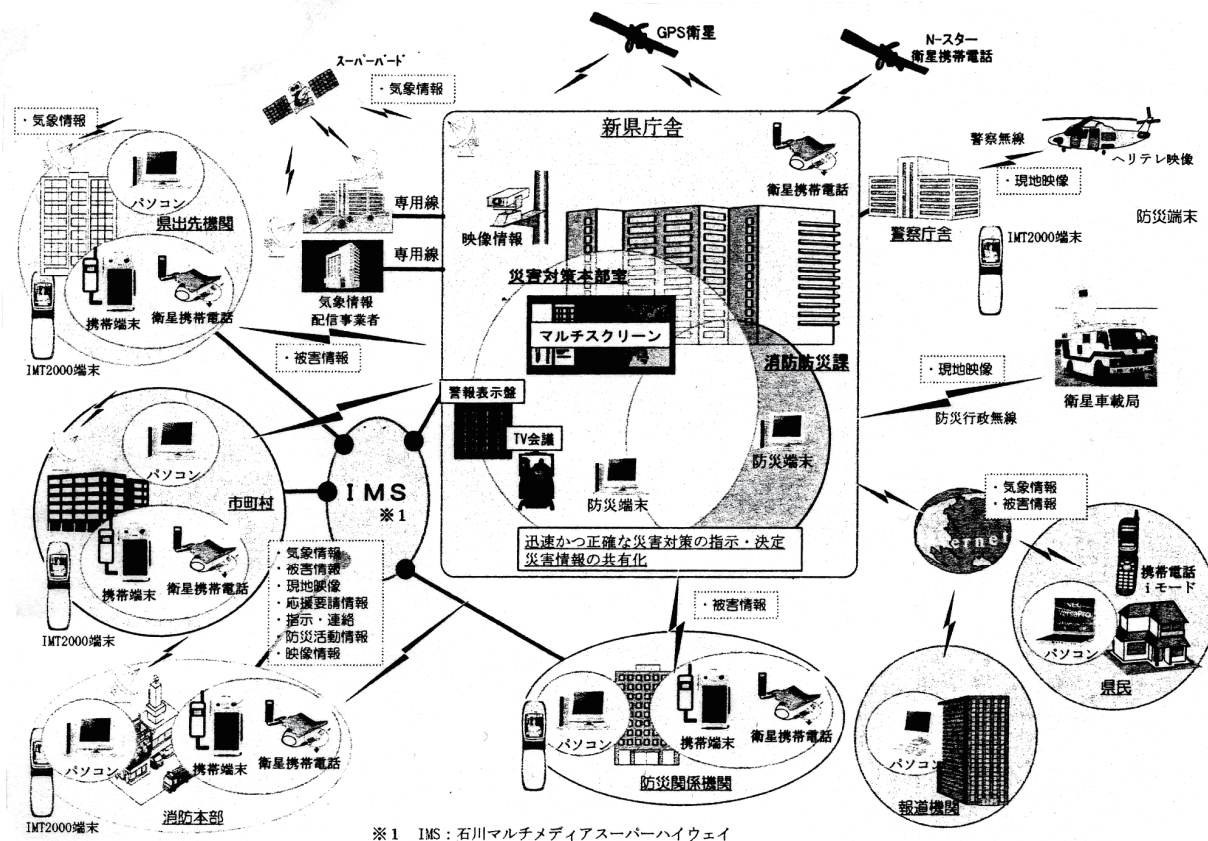 GPS衛星
N-スター
衛星携帯電話
スーパーバード
・気象情報
・気象情報
新県庁舎
衛星携帯電話
警察無線
ヘリテレ映像
・現地映像
防災端末
パソコン
県出先機関
専用線
映像情報
警察庁舎
IMT2000端末
専用線
災害対策本部室
気象情報
配信事業者
携帯端末
衛星携帯電話
マルチスクリーン
消防防災課
・被害情報
IMT2000端末
・現地映像
衛星車載局
防災行政無線
警報表示盤
TV会議
パソコン
防災端末
防災端末
市町村
IMS
※1
・気象情報
・被害情報
ernet
携帯電話
iモード
迅速かつ正確な災害対策の指示・決定
災害情報の共有化
・気象情報
・被害情報
・現地映像
・応援要請情報
・指示・連絡
・防災活動情報
・映像情報
携帯端末
衛星携帯電話
IMT2000端末
・被害情報
NEC
パソコン
県民
パソコン
携帯端末
衛星携帯電話
パソコン
携帯端末
衛星携帯電話
パソコン
防災関係機関
報道機関
消防本部
IMT2000端末
※1 IMS：石川マルチメディアスーパーハイウェイ